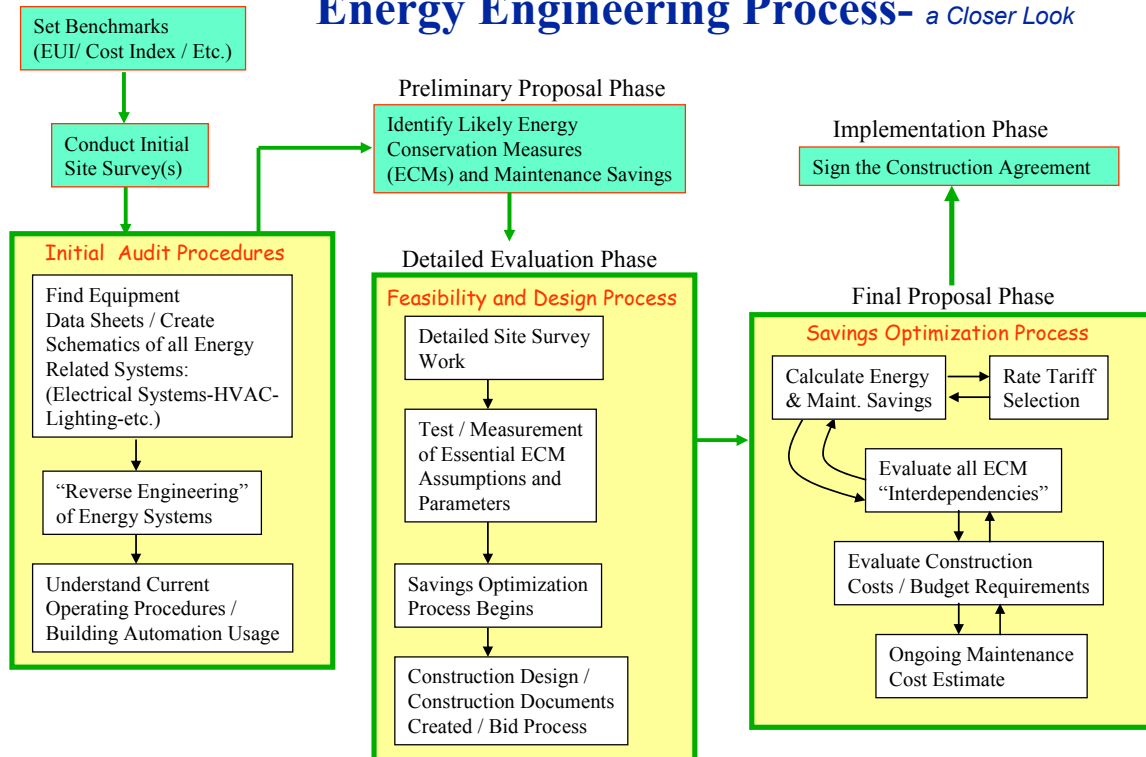 Energy Engineering Process- a Closer Look
Set Benchmarks
(EUI/ Cost Index / Etc.)
Conduct Initial
Site Survey(s)
Initial Audit Procedures
Find Equipment
Data Sheets / Create
Schematics of all Energy
Related Systems:
(Electrical Systems-HVAC-
Lighting-etc.)
“Reverse Engineering”
of Energy Systems
Understand Current
Operating Procedures /
Building Automation Usage
Preliminary Proposal Phase
Identify Likely Energy
Conservation Measures
(ECMs) and Maintenance Savings
Detailed Evaluation Phase
Feasibility and Design Process
Detailed Site Survey
Work
Test / Measurement
of Essential ECM
Assumptions and
Parameters
Savings Optimization
Process Begins
Construction Design /
Construction Documents
Created / Bid Process
Implementation Phase
Sign the Construction Agreement
Final Proposal Phase
Savings Optimization Process
Calculate Energy
& Maint. Savings
Rate Tariff
Selection
Evaluate all ECM
“Interdependencies”
Evaluate Construction
Costs / Budget Requirements
Ongoing Maintenance
Cost Estimate